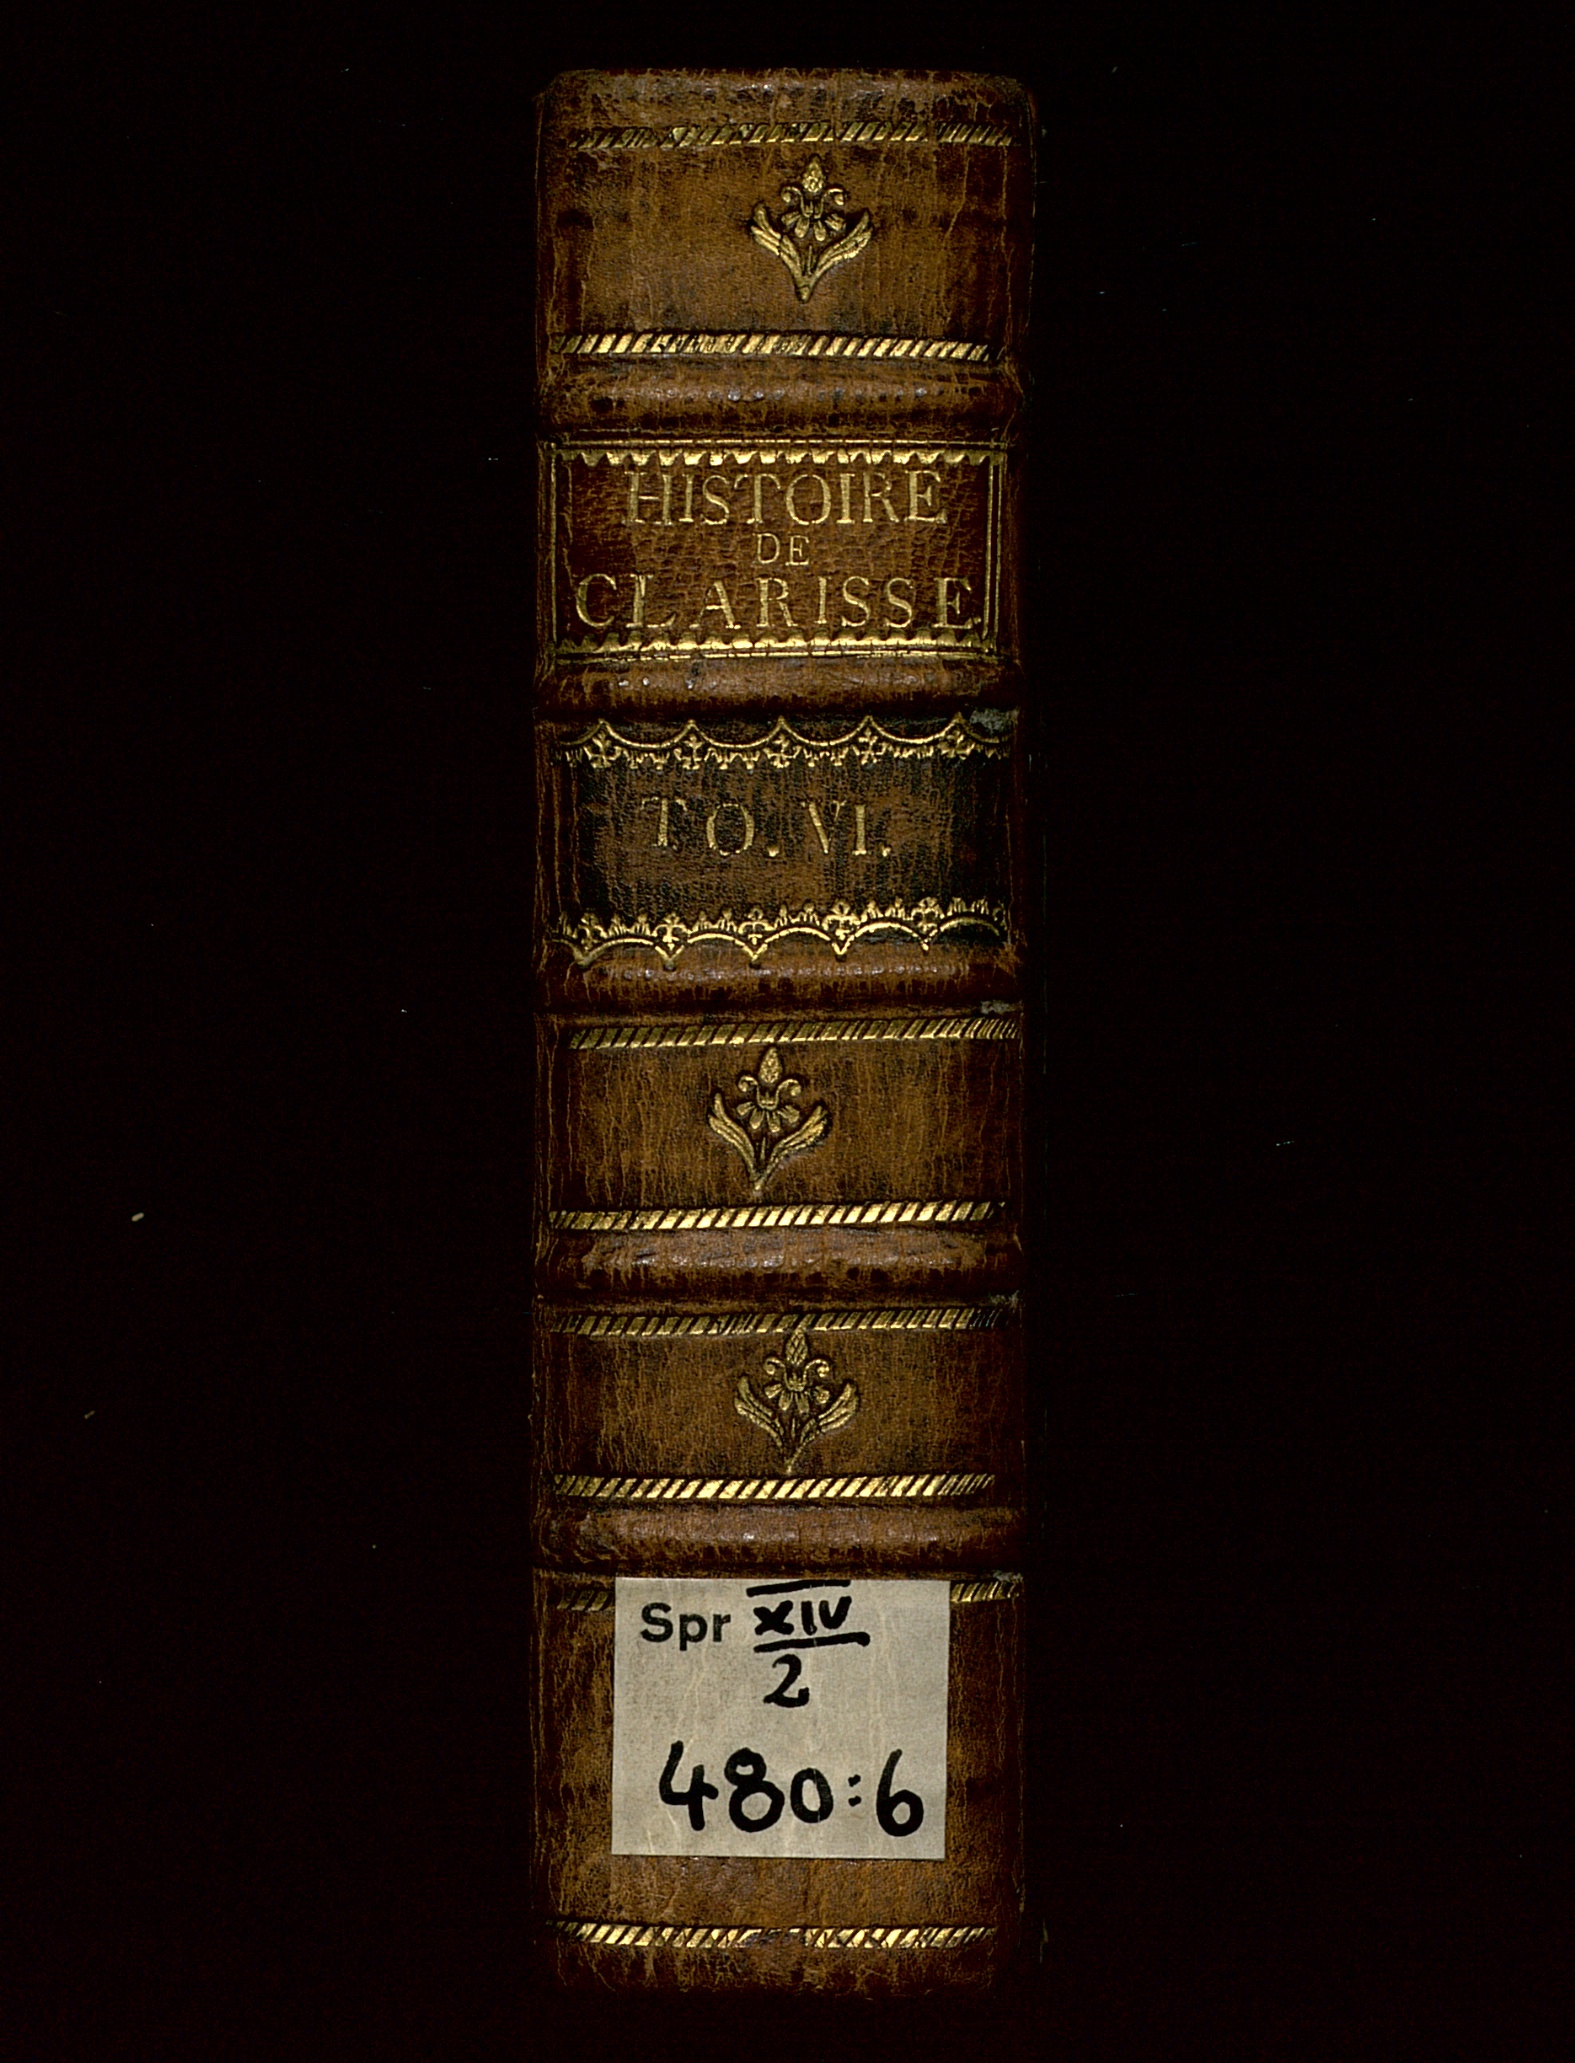 HISTOIRE
DE
CLARISSE
TO. VI.
Spr XIV
2
480:6